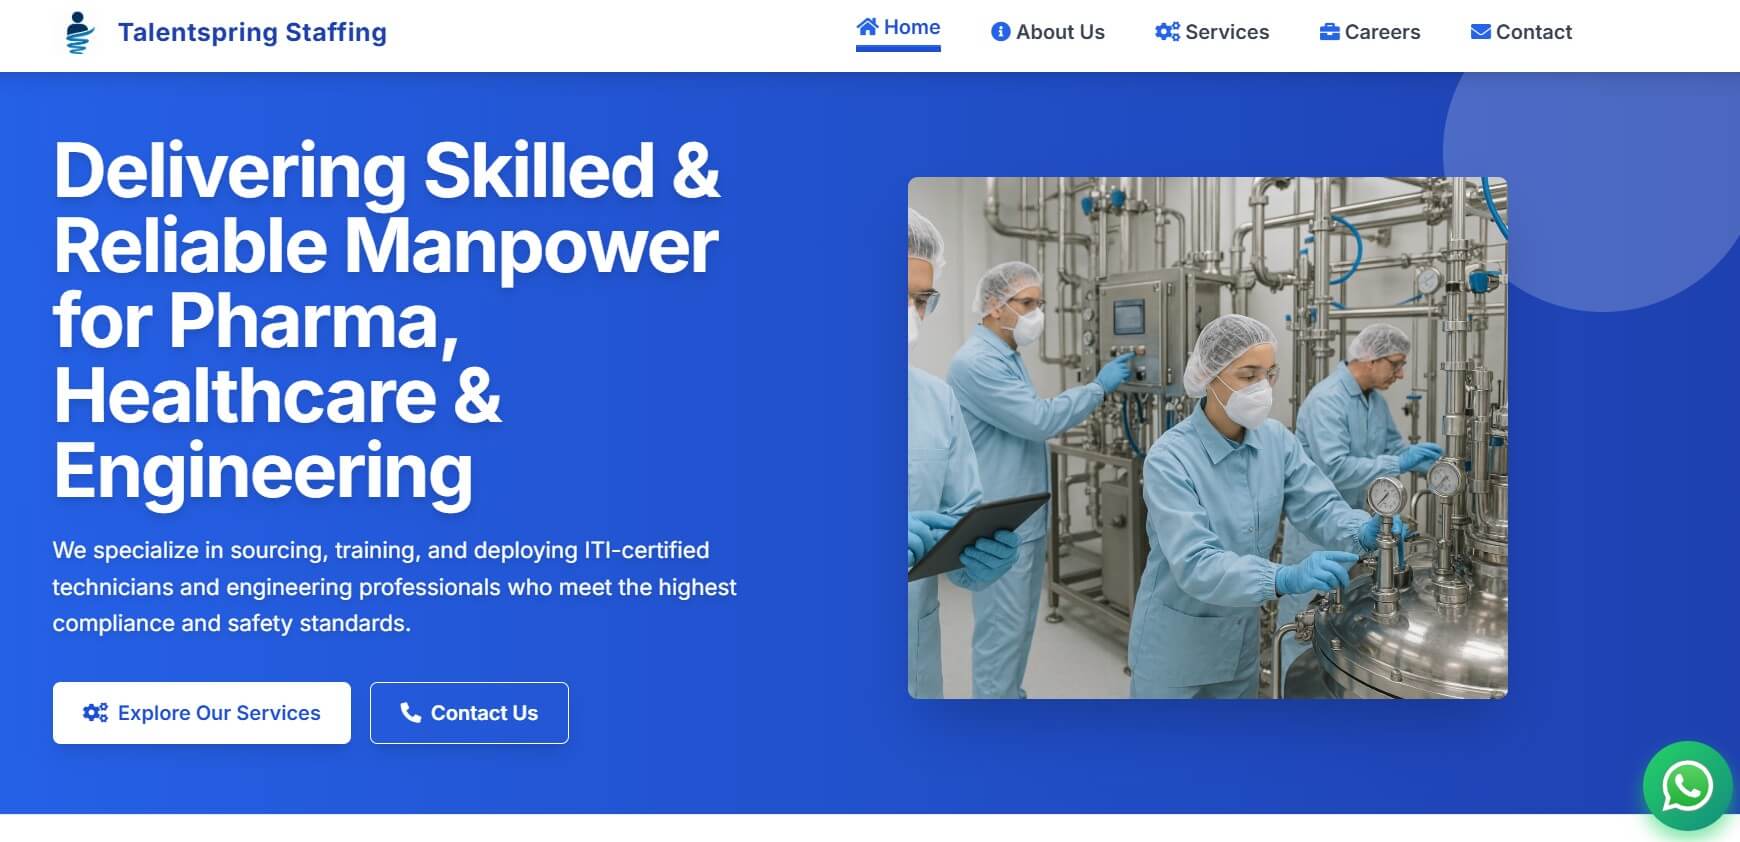 Talentspring Staffing
Home
About Us
Services
Careers
Contact
Delivering Skilled &
Reliable Manpower
for Pharma,
Healthcare &
Engineering
We specialize in sourcing, training, and deploying ITI-certified
technicians and engineering professionals who meet the highest
compliance and safety standards.
Explore Our Services
Contact Us